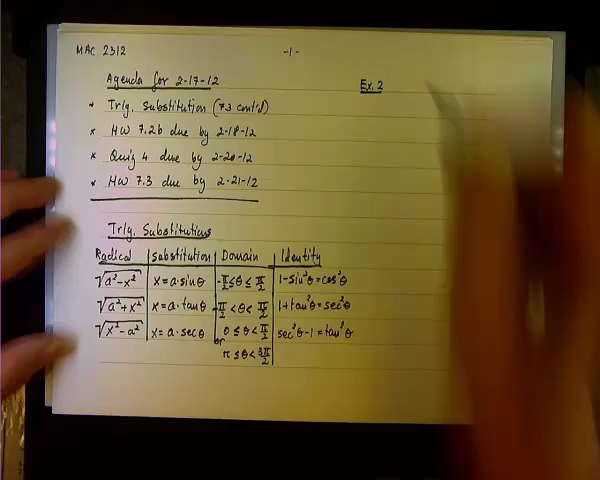 MAC 2312
-1-
Agenda for 2-17-12
* Trig. Substitution (7.3 cont'd)
* HW 7.2b due by 2-18-12
* Quiz 4 due by 2-20-12
* HW 7.3 due by 2-21-12
Ex. 2
Trig. Substitutions
Radical | Substitution | Domain | Identity
√(a²-x²) | x = a·sinθ | -π/2 ≤ θ ≤ π/2 | 1-sin²θ = cos²θ
√(a²+x²) | x = a·tanθ | -π/2 < θ < π/2 | 1+tan²θ = sec²θ
√(x²-a²) | x = a·secθ | 0 ≤ θ < π/2 | sec²θ-1 = tan²θ
or
π ≤ θ < 3π/2